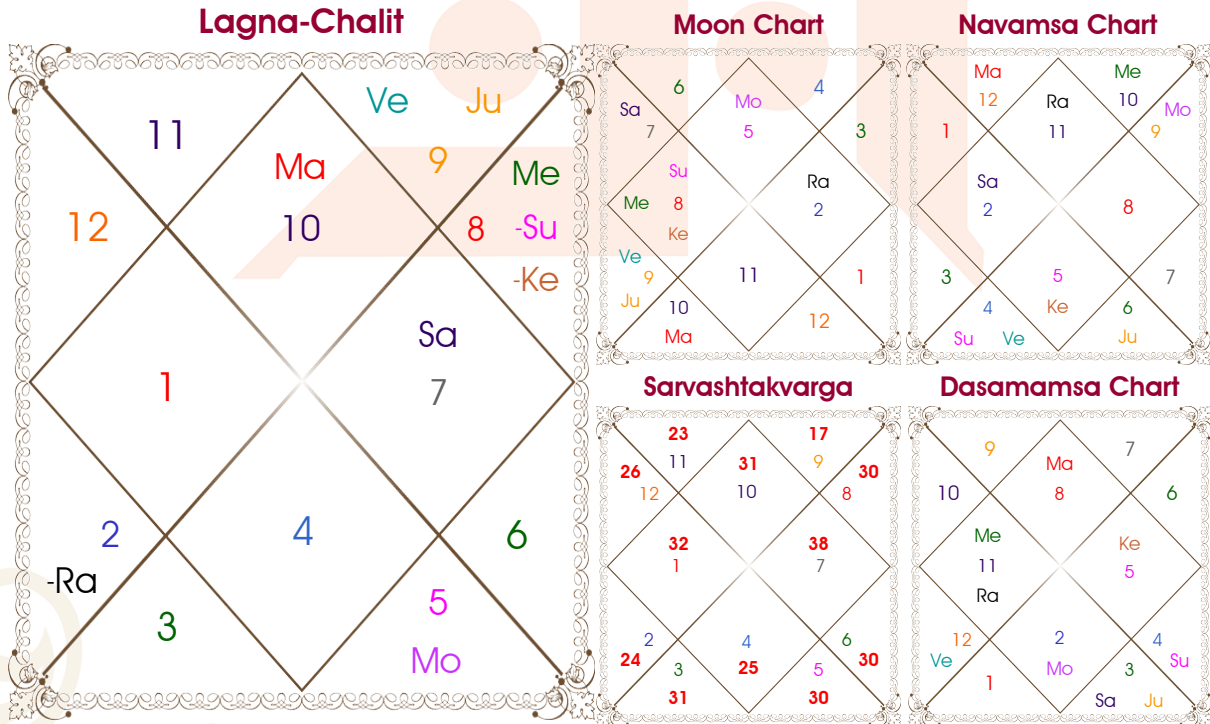 Lagna-Chalit
Ve Ju
11
Ma
9
Me
12
10
8 -Su
-Ke
Sa
1
7
2
4
6
-Ra
5
3
Mo
Moon Chart
6
4
Sa
Mo
7
5
3
Su
Ra
Me 8
2
Ke
Ve
9
11
1
Ju
10
12
Ma
Navamsa Chart
Ma
Me
12
Ra
10
Mo
1
11
9
Sa
2
8
3
5
7
4
Ke
6
Su Ve
Ju
Sarvashtakvarga
23
17
11
31
9
26
30
12
10
8
32
38
1
7
2
4
6
24
3
25
5
30
31
30
Dasamamsa Chart
9
7
Ma
10
8
6
Me
Ke
11
5
Ra
12
2
4
Ve
Mo
3
Su
1
Sa Ju